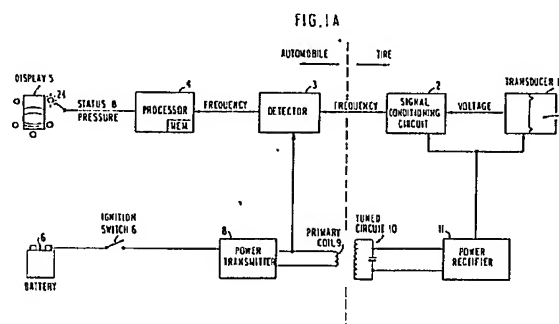 FIG.1A
AUTOMOBILE
TIRE
DISPLAY 5
24
STATUS &
PRESSURE
4
PROCESSOR
MEM.
FREQUENCY
3
DETECTOR
FREQUENCY
2
SIGNAL
CONDITIONING
CIRCUIT
VOLTAGE
TRANSDUCER 1
IGNITION
SWITCH 6
6
BATTERY
8
POWER
TRANSMITTER
PRIMARY
COIL 9
TUNED
CIRCUIT 10
11
POWER
RECTIFIER